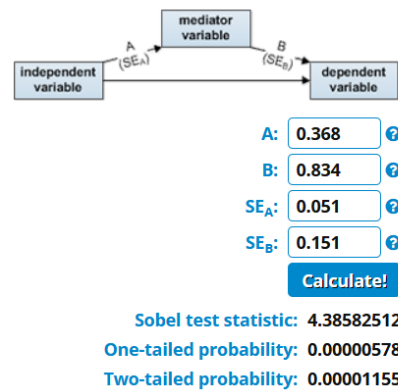 mediator
variable
A
(SEA)
B
(SEB)
independent
variable
dependent
variable
A: 0.368 ?
B: 0.834 ?
SEA: 0.051 ?
SEB: 0.151 ?
Calculate!
Sobel test statistic: 4.38582512
One-tailed probability: 0.00000578
Two-tailed probability: 0.00001155